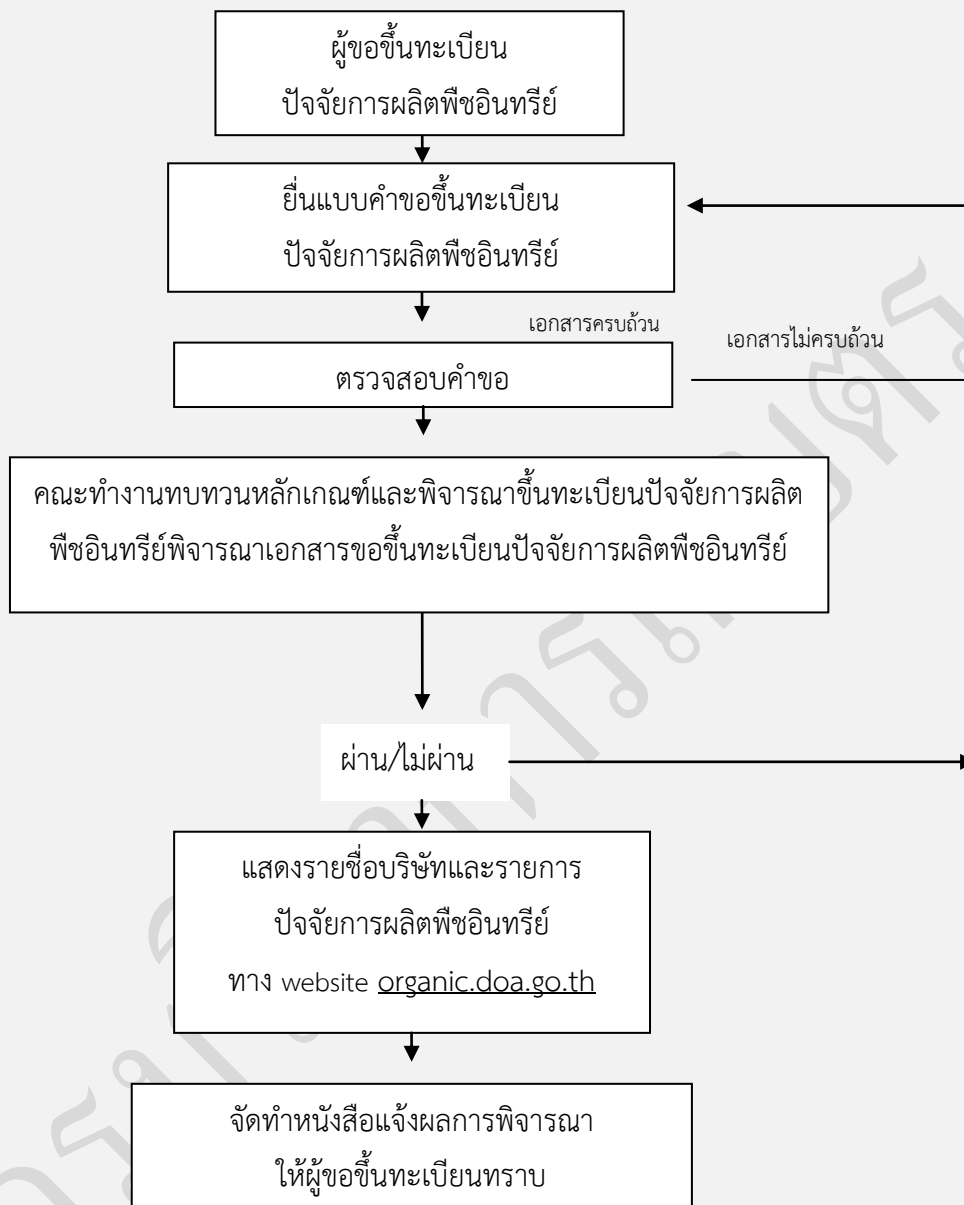 ผู้ขอขึ้นทะเบียน
ปัจจัยการผลิตพืชอินทรีย์
ยื่นแบบคำขอขึ้นทะเบียน
ปัจจัยการผลิตพืชอินทรีย์
เอกสารครบถ้วน
เอกสารไม่ครบถ้วน
ตรวจสอบคำขอ
คณะทำงานทบทวนหลักเกณฑ์และพิจารณาขึ้นทะเบียนปัจจัยการผลิต
พืชอินทรีย์พิจารณาเอกสารขอขึ้นทะเบียนปัจจัยการผลิตพืชอินทรีย์
ผ่าน/ไม่ผ่าน
แสดงรายชื่อบริษัทและรายการ
ปัจจัยการผลิตพืชอินทรีย์
ทาง website organic.doa.go.th
จัดทำหนังสือแจ้งผลการพิจารณา
ให้ผู้ขอขึ้นทะเบียนทราบ